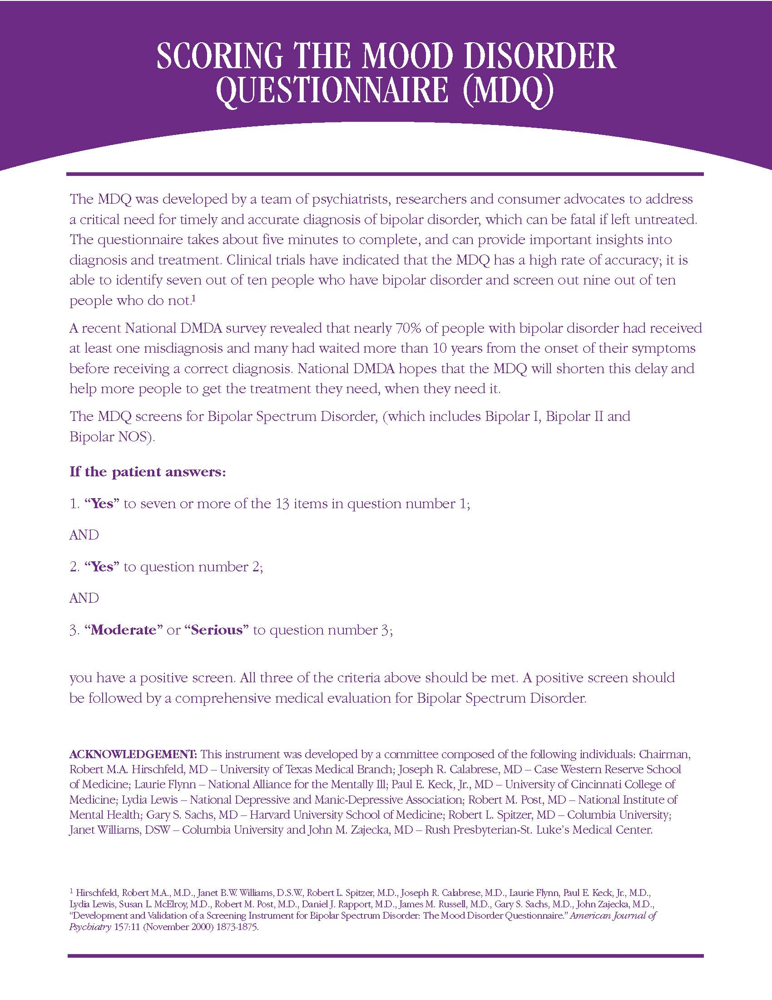 SCORING THE MOOD DISORDER
QUESTIONNAIRE (MDQ)
The MDQ was developed by a team of psychiatrists, researchers and consumer advocates to address
a critical need for timely and accurate diagnosis of bipolar disorder, which can be fatal if left untreated.
The questionnaire takes about five minutes to complete, and can provide important insights into
diagnosis and treatment. Clinical trials have indicated that the MDQ has a high rate of accuracy; it is
able to identify seven out of ten people who have bipolar disorder and screen out nine out of ten
people who do not.¹
A recent National DMDA survey revealed that nearly 70% of people with bipolar disorder had received
at least one misdiagnosis and many had waited more than 10 years from the onset of their symptoms
before receiving a correct diagnosis. National DMDA hopes that the MDQ will shorten this delay and
help more people to get the treatment they need, when they need it.
The MDQ screens for Bipolar Spectrum Disorder, (which includes Bipolar I, Bipolar II and
Bipolar NOS).
If the patient answers:
1. “Yes” to seven or more of the 13 items in question number 1;
AND
2. “Yes” to question number 2;
AND
3. “Moderate” or “Serious” to question number 3;
you have a positive screen. All three of the criteria above should be met. A positive screen should
be followed by a comprehensive medical evaluation for Bipolar Spectrum Disorder.
ACKNOWLEDGEMENT: This instrument was developed by a committee composed of the following individuals: Chairman,
Robert M.A. Hirschfeld, MD – University of Texas Medical Branch; Joseph R. Calabrese, MD – Case Western Reserve School
of Medicine; Laurie Flynn – National Alliance for the Mentally Ill; Paul E. Keck, Jr., MD – University of Cincinnati College of
Medicine; Lydia Lewis – National Depressive and Manic-Depressive Association; Robert M. Post, MD – National Institute of
Mental Health; Gary S. Sachs, MD – Harvard University School of Medicine; Robert L. Spitzer, MD – Columbia University;
Janet Williams, DSW – Columbia University and John M. Zajecka, MD – Rush Presbyterian-St. Luke’s Medical Center.
¹ Hirschfeld, Robert M.A., M.D., Janet B.W. Williams, D.S.W., Robert L. Spitzer, M.D., Joseph R. Calabrese, M.D., Laurie Flynn, Paul E. Keck, Jr., M.D.,
Lydia Lewis, Susan L. McElroy, M.D., Robert M. Post, M.D., Daniel J. Rapport, M.D., James M. Russell, M.D., Gary S. Sachs, M.D., John Zajecka, M.D.,
“Development and Validation of a Screening Instrument for Bipolar Spectrum Disorder: The Mood Disorder Questionnaire.” American Journal of
Psychiatry 157:11 (November 2000) 1873-1875.